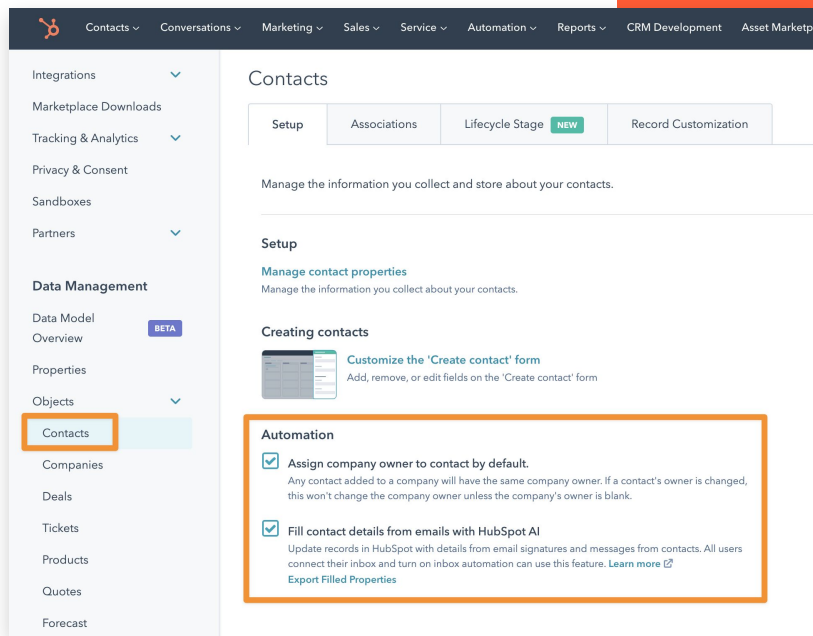 Contacts Conversations Marketing Sales Service Automation Reports CRM Development Asset Marketp
Integrations
Marketplace Downloads
Tracking & Analytics
Privacy & Consent
Sandboxes
Partners
Data Management
Data Model
Overview
BETA
Properties
Objects
Contacts
Companies
Deals
Tickets
Products
Quotes
Forecast
Contacts
Setup Associations Lifecycle Stage NEW Record Customization
Manage the information you collect and store about your contacts.
Setup
Manage contact properties
Manage the information you collect about your contacts.
Creating contacts
Customize the 'Create contact' form
Add, remove, or edit fields on the 'Create contact' form
Automation
Assign company owner to contact by default.
Any contact added to a company will have the same company owner. If a contact's owner is changed,
this won't change the company owner unless the company's owner is blank.
Fill contact details from emails with HubSpot AI
Update records in HubSpot with details from email signatures and messages from contacts. All users
connect their inbox and turn on inbox automation can use this feature. Learn more
Export Filled Properties